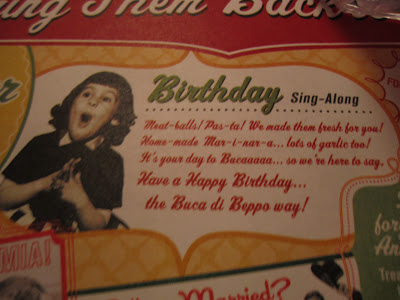 Them Back
Birthday Sing-Along
Meat-balls! Pas-ta! We made them fresh for you!
Home-made Mar-i-nar-a... lots of garlic too!
It's your day to Bucaaaaa... so we're here to say.
Have a Happy Birthday...
the Buca di Beppo way!
MIA!
Married?